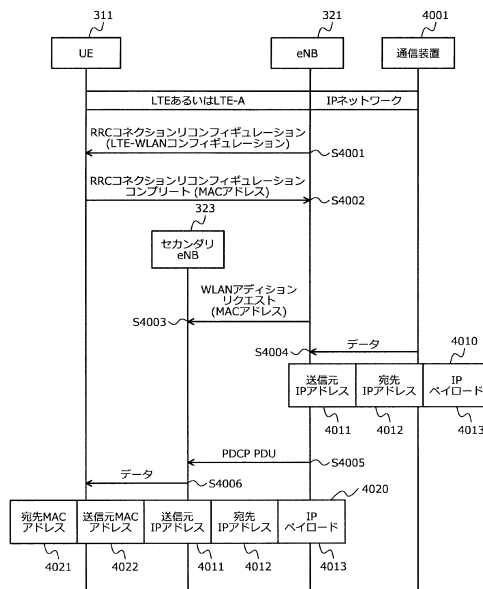 311
321
4001
UE
eNB
通信装置
LTEあるいはLTE-A
IPネットワーク
RRCコネクションリコンフィギュレーション
(LTE-WLANコンフィギュレーション)
S4001
RRCコネクションリコンフィギュレーション
コンプリート (MACアドレス)
S4002
323
セカンダリ
eNB
WLANアディション
リクエスト
(MACアドレス)
S4003
データ
S4004
4010
送信元
IPアドレス
宛先
IPアドレス
IP
ペイロード
4011
4012
4013
PDCP PDU
S4005
データ
S4006
4020
宛先MAC
アドレス
送信元MAC
アドレス
送信元
IPアドレス
宛先
IPアドレス
IP
ペイロード
4021
4022
4011
4012
4013